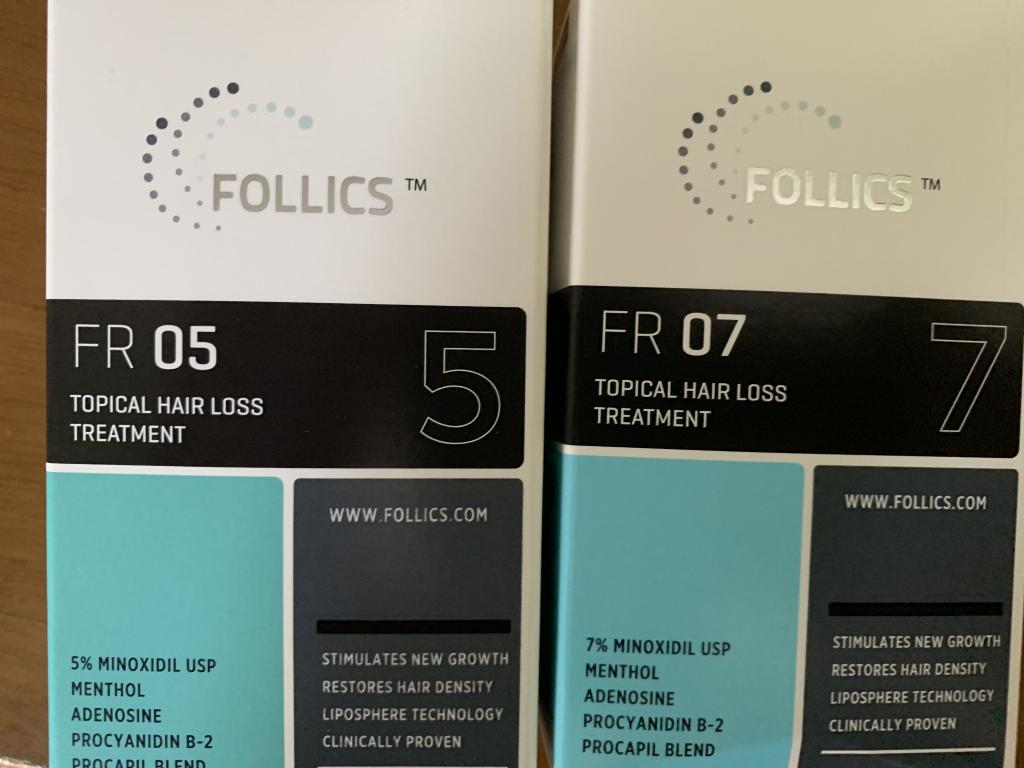 FOLLICS™
FR 05
5
TOPICAL HAIR LOSS
TREATMENT
WWW.FOLLICS.COM
5% MINOXIDIL USP
MENTHOL
ADENOSINE
PROCYANIDIN B-2
PROCAPIL BLEND
STIMULATES NEW GROWTH
RESTORES HAIR DENSITY
LIPOSPHERE TECHNOLOGY
CLINICALLY PROVEN
FOLLICS™
FR 07
7
TOPICAL HAIR LOSS
TREATMENT
WWW.FOLLICS.COM
7% MINOXIDIL USP
MENTHOL
ADENOSINE
PROCYANIDIN B-2
PROCAPIL BLEND
STIMULATES NEW GROWTH
RESTORES HAIR DENSITY
LIPOSPHERE TECHNOLOGY
CLINICALLY PROVEN